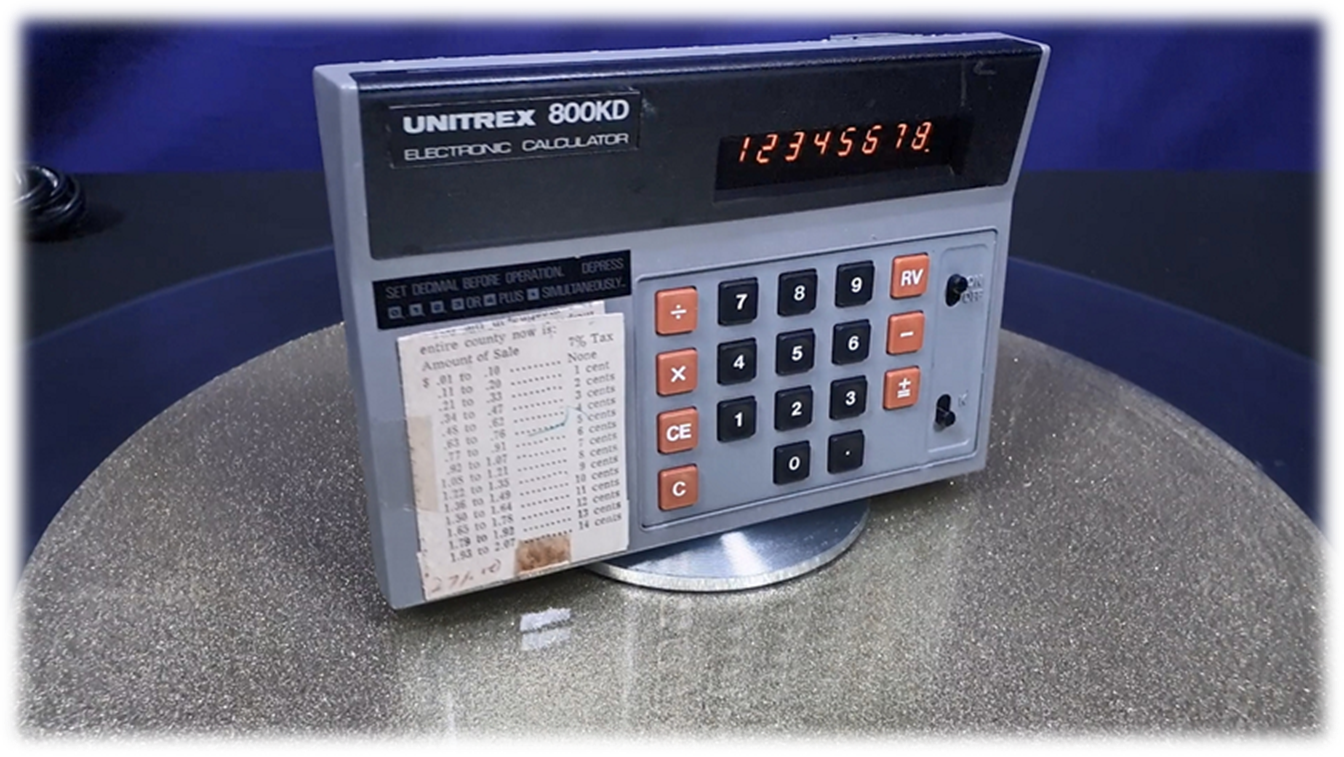 UNITREX 800KD
ELECTRONIC CALCULATOR
12345678.
SET DECIMAL BEFORE OPERATION. DEPRESS
0 1 2 3 OR 4 PLUS • SIMULTANEOUSLY.
entire county now is:
Amount of Sale 7% Tax
$ .01 to .10 ........ None
.11 to .20 ........ 1 cent
.21 to .33 ........ 2 cents
.34 to .47 ........ 3 cents
.48 to .62 ........ 4 cents
.63 to .76 ........ 5 cents
.77 to .91 ........ 6 cents
.92 to 1.07 ........ 7 cents
1.08 to 1.21 ........ 8 cents
1.22 to 1.35 ........ 9 cents
1.36 to 1.49 ........ 10 cents
1.50 to 1.64 ........ 11 cents
1.65 to 1.78 ........ 12 cents
1.79 to 1.92 ........ 13 cents
1.93 to 2.07 ........ 14 cents
÷ 7 8 9 RV
ON
OFF
× 4 5 6 −
CE 1 2 3 ±
K
C 0 .